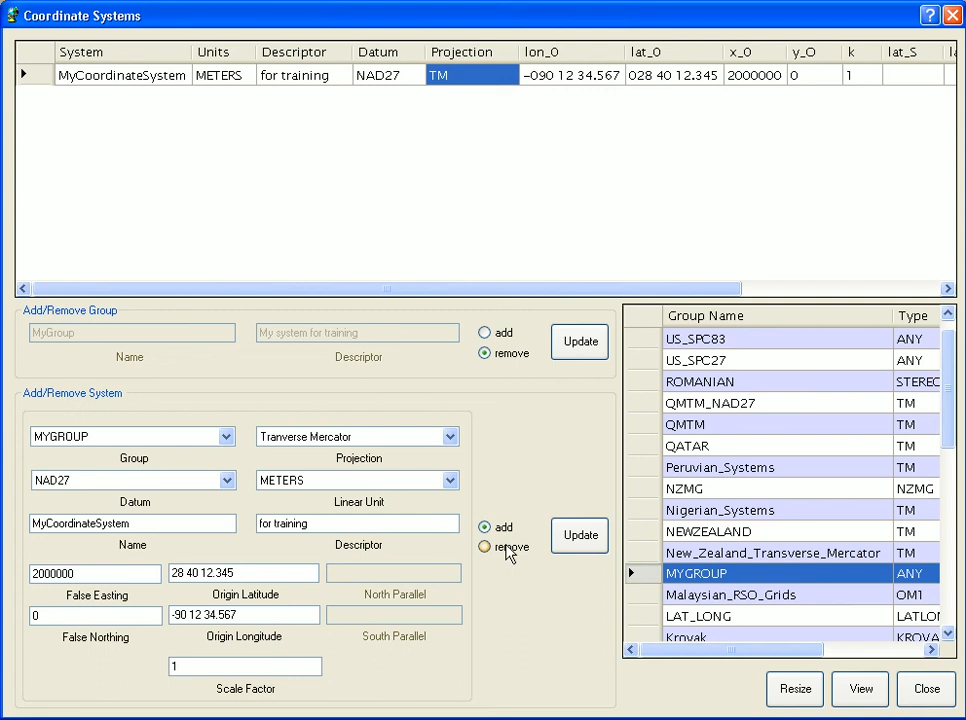 Coordinate Systems
System Units Descriptor Datum Projection lon_0 lat_0 x_0 y_O k lat_S la
MyCoordinateSystem METERS for training NAD27 TM -090 12 34.567 028 40 12.345 2000000 0 1
Add/Remove Group
MyGroup My system for training add
Update
remove
Name Descriptor
Add/Remove System
MYGROUP Tranverse Mercator
Group Projection
NAD27 METERS
Datum Linear Unit
MyCoordinateSystem for training add
Update
Name Descriptor remove
2000000 28 40 12.345
False Easting Origin Latitude North Parallel
0 -90 12 34.567
False Northing Origin Longitude South Parallel
1
Scale Factor
Group Name Type
US_SPC83 ANY
US_SPC27 ANY
ROMANIAN STEREC
QMTM_NAD27 TM
QMTM TM
QATAR TM
Peruvian_Systems TM
NZMG NZMG
Nigerian_Systems TM
NEWZEALAND TM
New_Zealand_Transverse_Mercator TM
MYGROUP ANY
Malaysian_RSO_Grids OM1
LAT_LONG LATLO
Krovak KROVA
Resize View Close